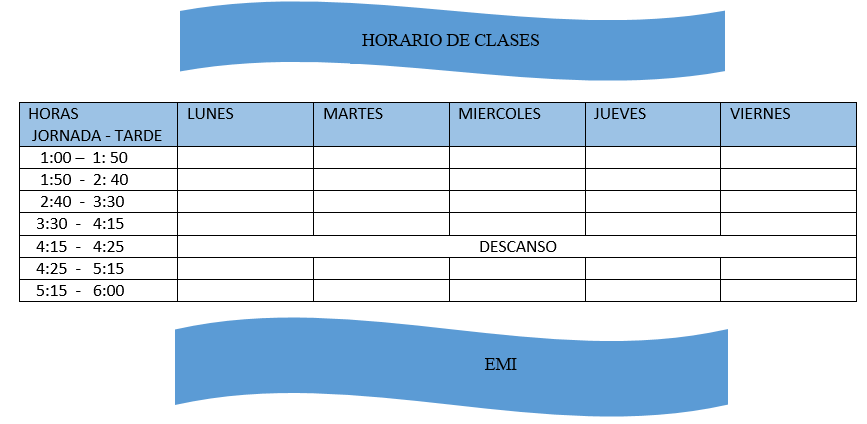 HORARIO DE CLASES
HORAS LUNES MARTES MIERCOLES JUEVES VIERNES
JORNADA - TARDE
1:00 – 1: 50
1:50 - 2: 40
2:40 - 3:30
3:30 - 4:15
4:15 - 4:25 DESCANSO
4:25 - 5:15
5:15 - 6:00
EMI